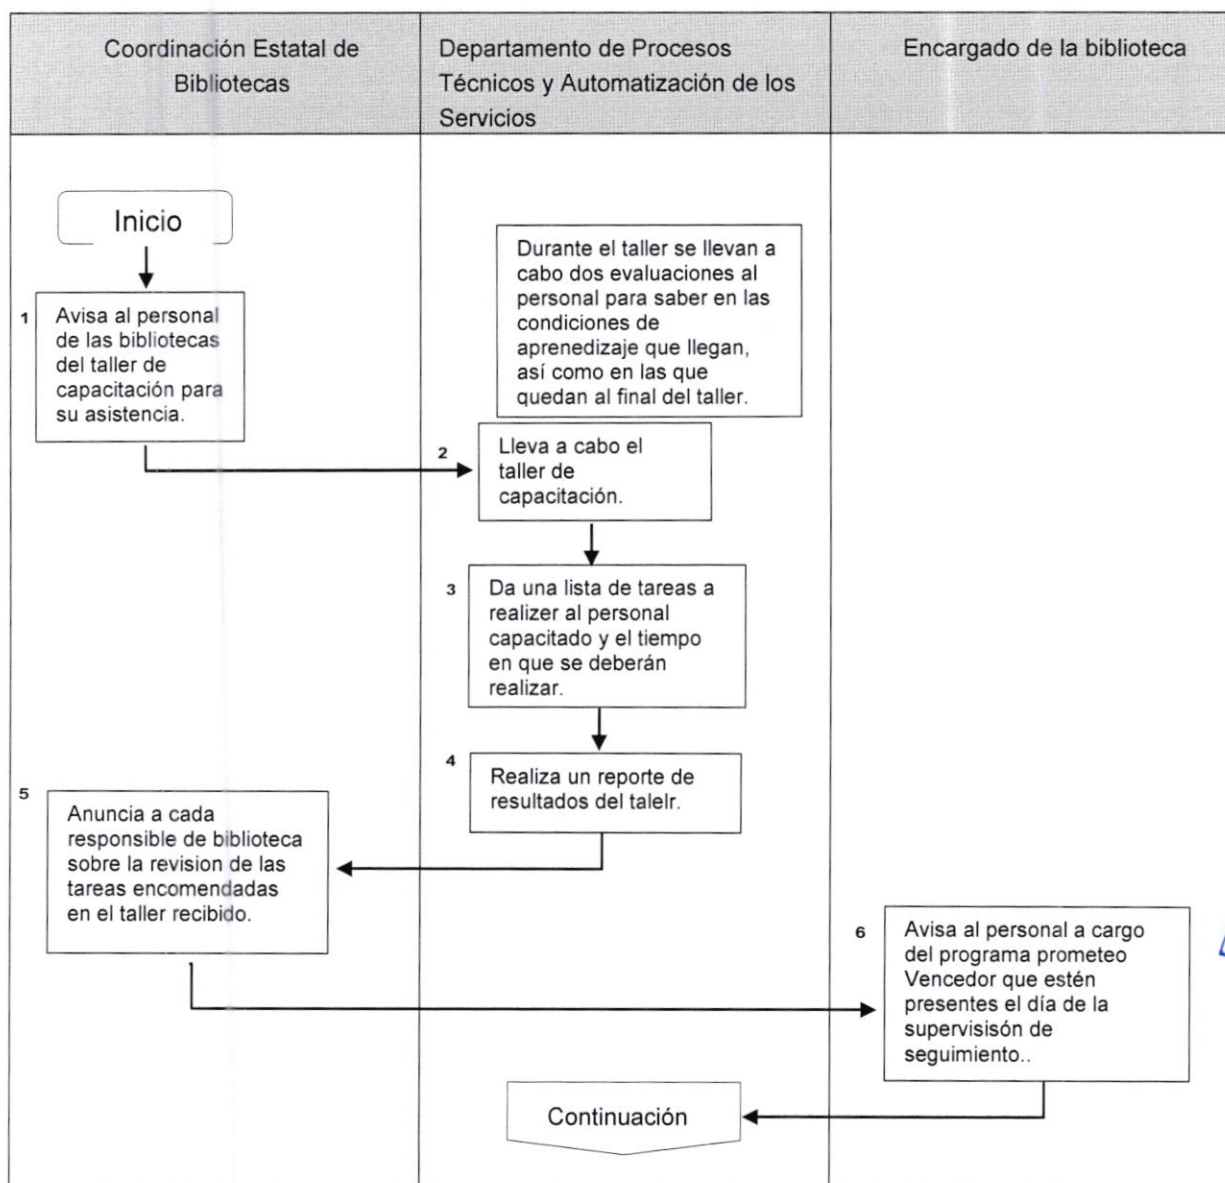 Coordinación Estatal de
Bibliotecas
Departamento de Procesos
Técnicos y Automatización de los
Servicios
Encargado de la biblioteca
Inicio
1
Avisa al personal
de las bibliotecas
del taller de
capacitación para
su asistencia.
Durante el taller se llevan a
cabo dos evaluaciones al
personal para saber en las
condiciones de
aprenedizaje que llegan,
así como en las que
quedan al final del taller.
2
Lleva a cabo el
taller de
capacitación.
3
Da una lista de tareas a
realizer al personal
capacitado y el tiempo
en que se deberán
realizar.
4
Realiza un reporte de
resultados del talelr.
5
Anuncia a cada
responsible de biblioteca
sobre la revision de las
tareas encomendadas
en el taller recibido.
6
Avisa al personal a cargo
del programa prometeo
Vencedor que estén
presentes el día de la
supervisisón de
seguimiento..
Continuación